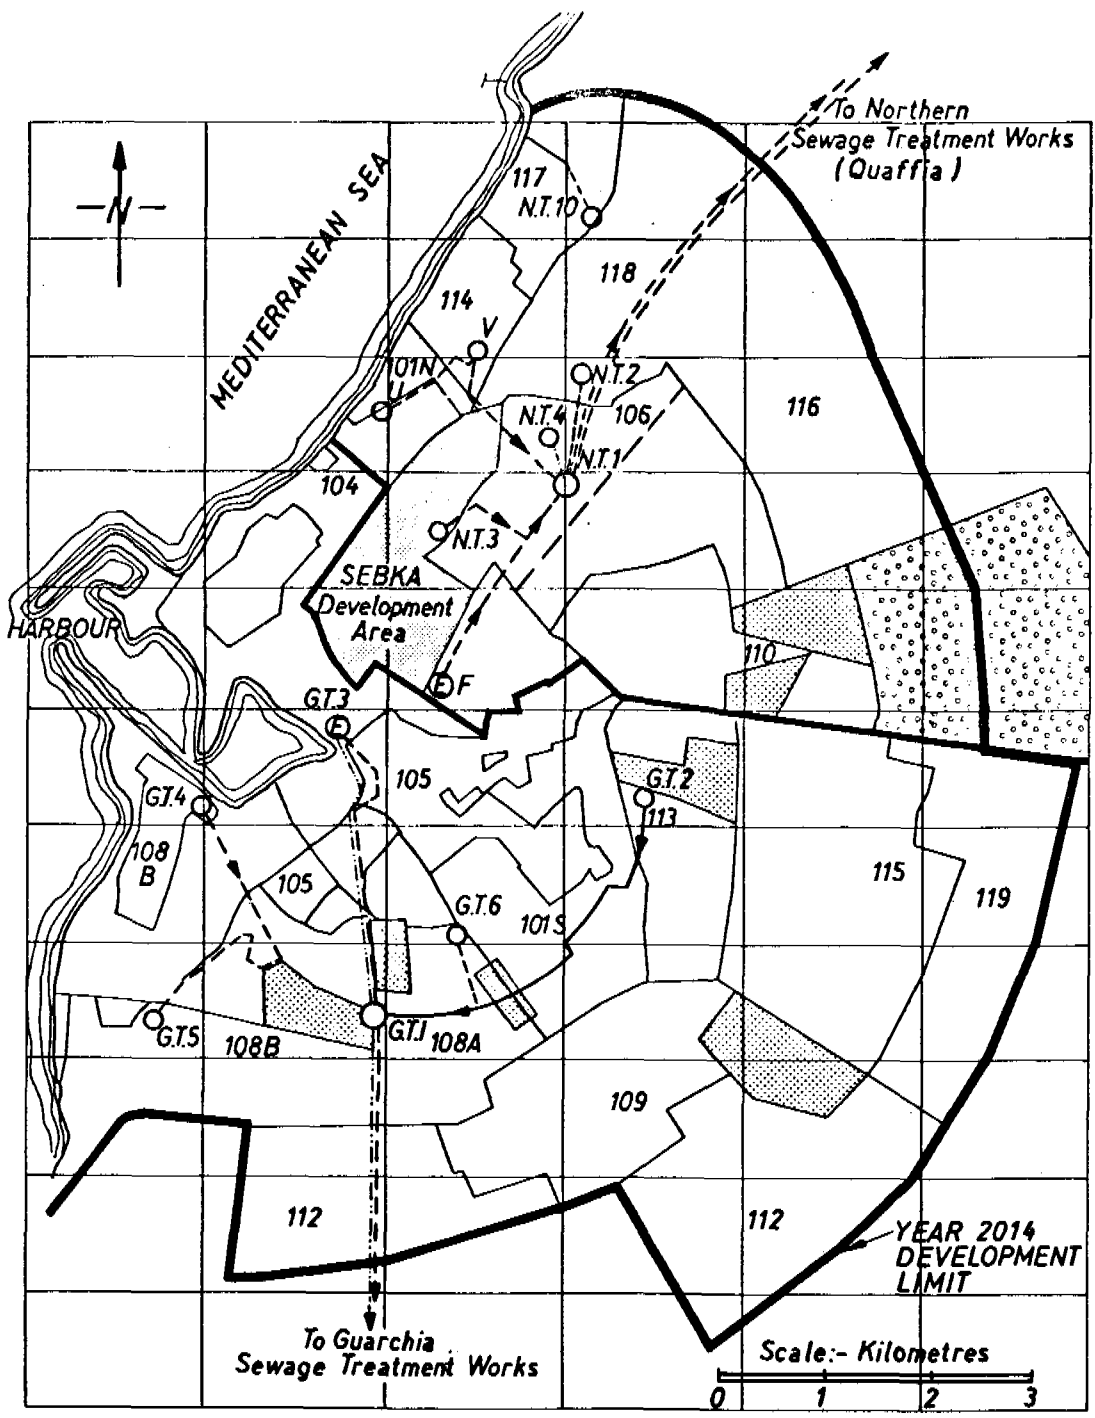 To Northern
Sewage Treatment Works
(Quaffia)
N
MEDITERRANEAN SEA
117
N.T.10
118
114
V
101N
U
N.T.2
106
116
N.T.4
N.T.1
104
N.T.3
SEBKA
Development
Area
HARBOUR
110
E F
G.T.3
E
105
G.T.2
113
G.T.4
108
B
105
115
119
G.T.6
101S
G.T.5
G.T.1
108B
108A
109
112
112
YEAR 2014
DEVELOPMENT
LIMIT
To Guarchia
Sewage Treatment Works
Scale:- Kilometres
0 1 2 3